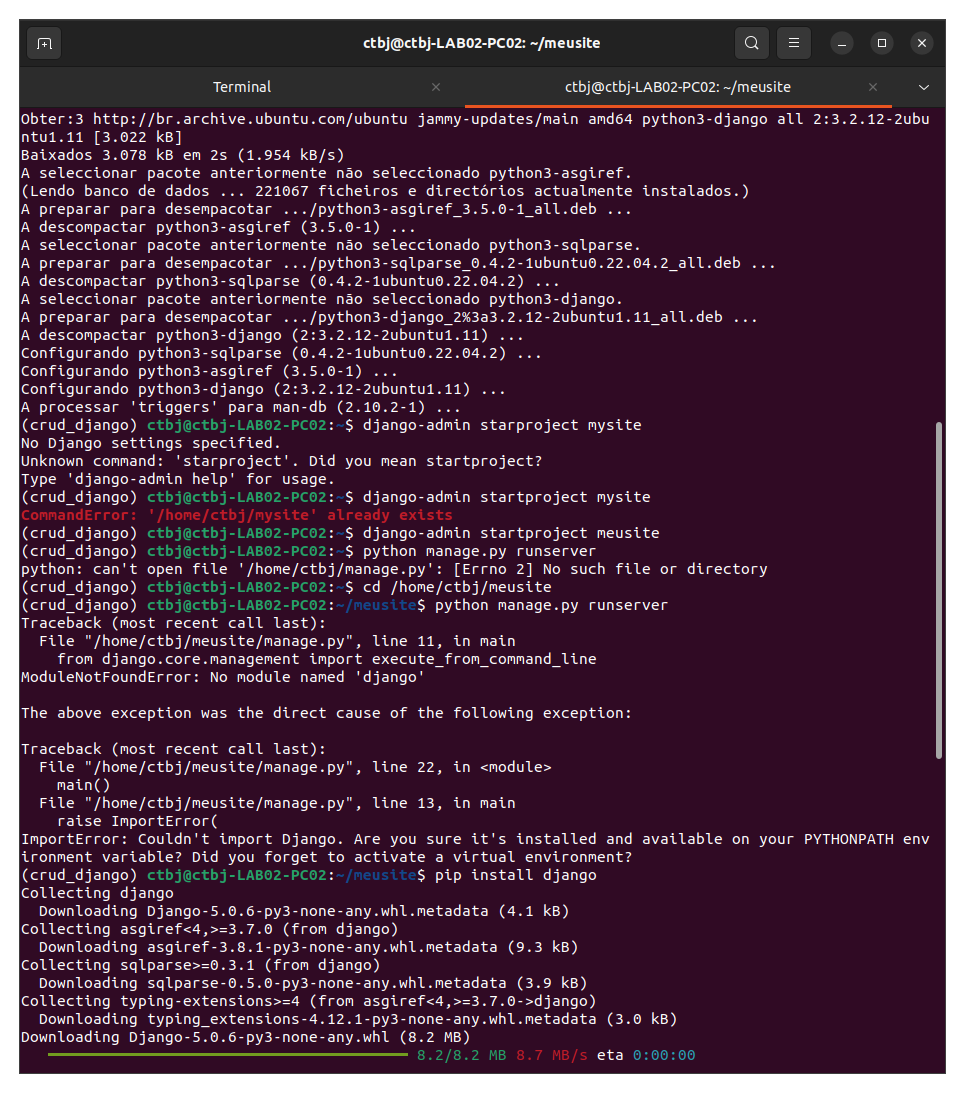 ctbj@ctbj-LAB02-PC02: ~/meusite
Terminal
ctbj@ctbj-LAB02-PC02: ~/meusite
Obter:3 http://br.archive.ubuntu.com/ubuntu jammy-updates/main amd64 python3-django all 2:3.2.12-2ubu
ntu1.11 [3.022 kB]
Baixados 3.078 kB em 2s (1.954 kB/s)
A seleccionar pacote anteriormente não seleccionado python3-asgiref.
(Lendo banco de dados ... 221067 ficheiros e directórios actualmente instalados.)
A preparar para desempacotar .../python3-asgiref_3.5.0-1_all.deb ...
A descompactar python3-asgiref (3.5.0-1) ...
A seleccionar pacote anteriormente não seleccionado python3-sqlparse.
A preparar para desempacotar .../python3-sqlparse_0.4.2-1ubuntu0.22.04.2_all.deb ...
A descompactar python3-sqlparse (0.4.2-1ubuntu0.22.04.2) ...
A seleccionar pacote anteriormente não seleccionado python3-django.
A preparar para desempacotar .../python3-django_2%3a3.2.12-2ubuntu1.11_all.deb ...
A descompactar python3-django (2:3.2.12-2ubuntu1.11) ...
Configurando python3-sqlparse (0.4.2-1ubuntu0.22.04.2) ...
Configurando python3-asgiref (3.5.0-1) ...
Configurando python3-django (2:3.2.12-2ubuntu1.11) ...
A processar 'triggers' para man-db (2.10.2-1) ...
(crud_django) ctbj@ctbj-LAB02-PC02:~$ django-admin starproject mysite
No Django settings specified.
Unknown command: 'starproject'. Did you mean startproject?
Type 'django-admin help' for usage.
(crud_django) ctbj@ctbj-LAB02-PC02:~$ django-admin startproject mysite
CommandError: '/home/ctbj/mysite' already exists
(crud_django) ctbj@ctbj-LAB02-PC02:~$ django-admin startproject meusite
(crud_django) ctbj@ctbj-LAB02-PC02:~$ python manage.py runserver
python: can't open file '/home/ctbj/manage.py': [Errno 2] No such file or directory
(crud_django) ctbj@ctbj-LAB02-PC02:~$ cd /home/ctbj/meusite
(crud_django) ctbj@ctbj-LAB02-PC02:~/meusite$ python manage.py runserver
Traceback (most recent call last):
  File "/home/ctbj/meusite/manage.py", line 11, in main
    from django.core.management import execute_from_command_line
ModuleNotFoundError: No module named 'django'

The above exception was the direct cause of the following exception:

Traceback (most recent call last):
  File "/home/ctbj/meusite/manage.py", line 22, in <module>
    main()
  File "/home/ctbj/meusite/manage.py", line 13, in main
    raise ImportError(
ImportError: Couldn't import Django. Are you sure it's installed and available on your PYTHONPATH env
ironment variable? Did you forget to activate a virtual environment?
(crud_django) ctbj@ctbj-LAB02-PC02:~/meusite$ pip install django
Collecting django
  Downloading Django-5.0.6-py3-none-any.whl.metadata (4.1 kB)
Collecting asgiref<4,>=3.7.0 (from django)
  Downloading asgiref-3.8.1-py3-none-any.whl.metadata (9.3 kB)
Collecting sqlparse>=0.3.1 (from django)
  Downloading sqlparse-0.5.0-py3-none-any.whl.metadata (3.9 kB)
Collecting typing-extensions>=4 (from asgiref<4,>=3.7.0->django)
  Downloading typing_extensions-4.12.1-py3-none-any.whl.metadata (3.0 kB)
Downloading Django-5.0.6-py3-none-any.whl (8.2 MB)
8.2/8.2 MB 8.7 MB/s eta 0:00:00